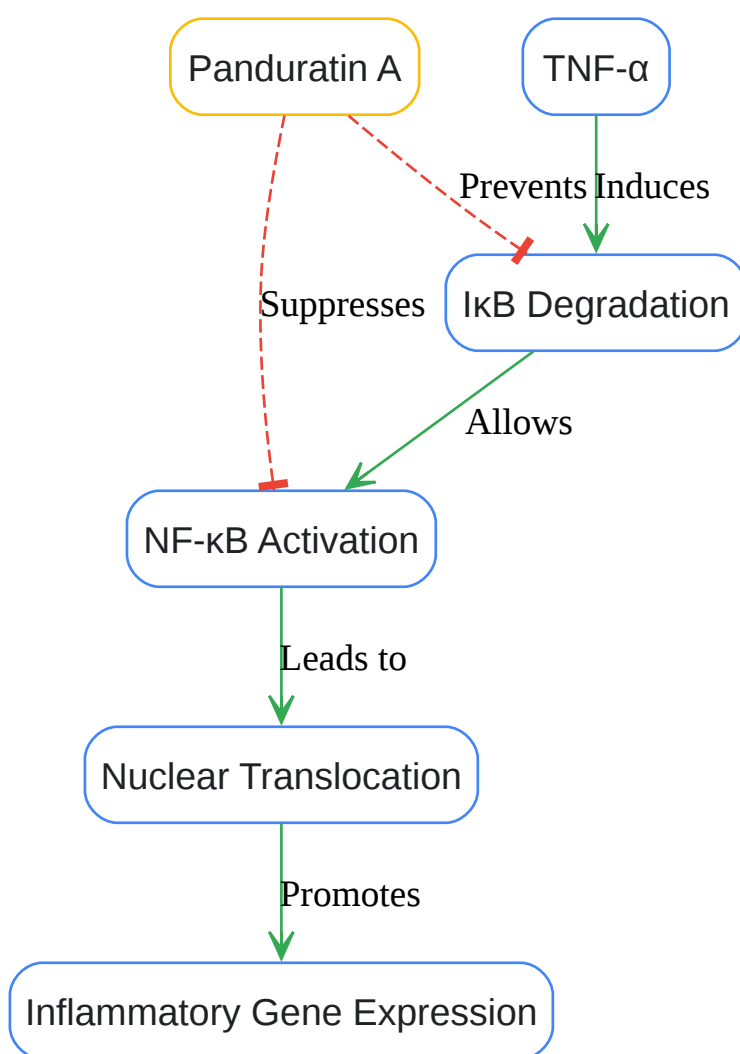 Panduratin A
TNF-α
Prevents
Induces
Suppresses
IκB Degradation
Allows
NF-κB Activation
Leads to
Nuclear Translocation
Promotes
Inflammatory Gene Expression